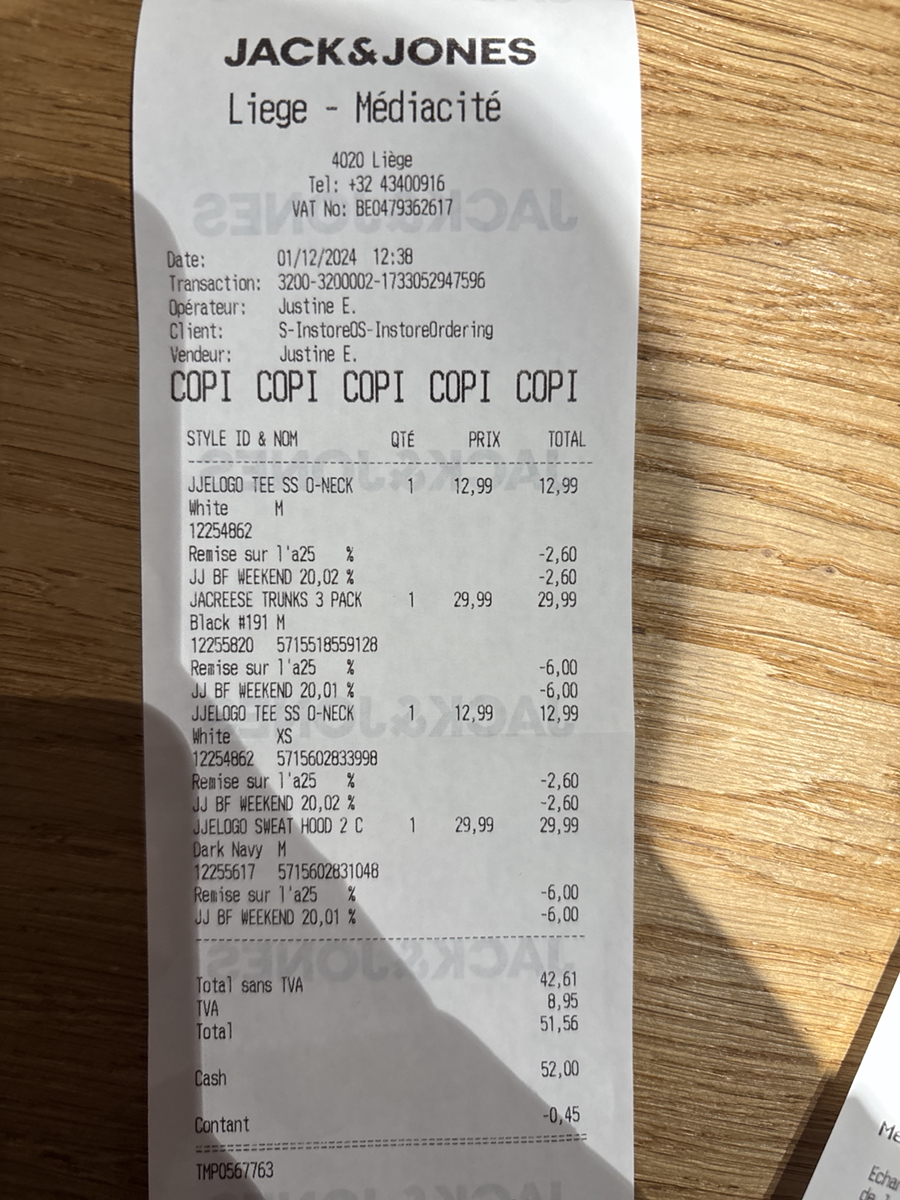 JACK&JONES
Liege - Médiacité
4020 Liège
Tel: +32 43400916
VAT No: BE0479362617
Date: 01/12/2024 12:38
Transaction: 3200-3200002-1733052947596
Opérateur: Justine E.
Client: S-InstoreOS-InstoreOrdering
Vendeur: Justine E.
COPI COPI COPI COPI COPI
STYLE ID & NOM QTÉ PRIX TOTAL
JJELOGO TEE SS O-NECK 1 12,99 12,99
White M
12254862
Remise sur l'a25 % -2,60
JJ BF WEEKEND 20,02 % -2,60
JACREESE TRUNKS 3 PACK 1 29,99 29,99
Black #191 M
12255820 5715518559128
Remise sur l'a25 % -6,00
JJ BF WEEKEND 20,01 % -6,00
JJELOGO TEE SS O-NECK 1 12,99 12,99
White XS
12254862 5715602833998
Remise sur l'a25 % -2,60
JJ BF WEEKEND 20,02 % -2,60
JJELOGO SWEAT HOOD 2 C 1 29,99 29,99
Dark Navy M
12255617 5715602831048
Remise sur l'a25 % -6,00
JJ BF WEEKEND 20,01 % -6,00
Total sans TVA 42,61
TVA 8,95
Total 51,56
Cash 52,00
Contant -0,45
TMP0567763